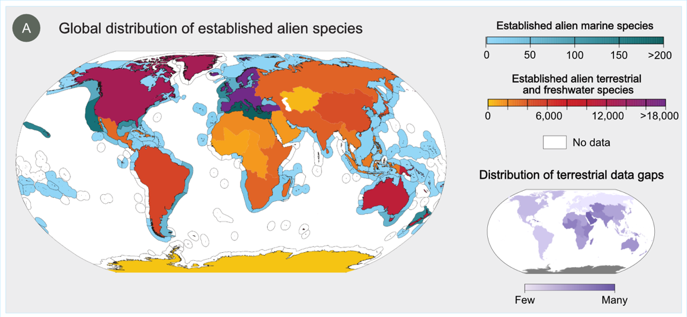 A
Global distribution of established alien species
Established alien marine species
0 50 100 150 >200
Established alien terrestrial
and freshwater species
0 6,000 12,000 >18,000
No data
Distribution of terrestrial data gaps
Few Many